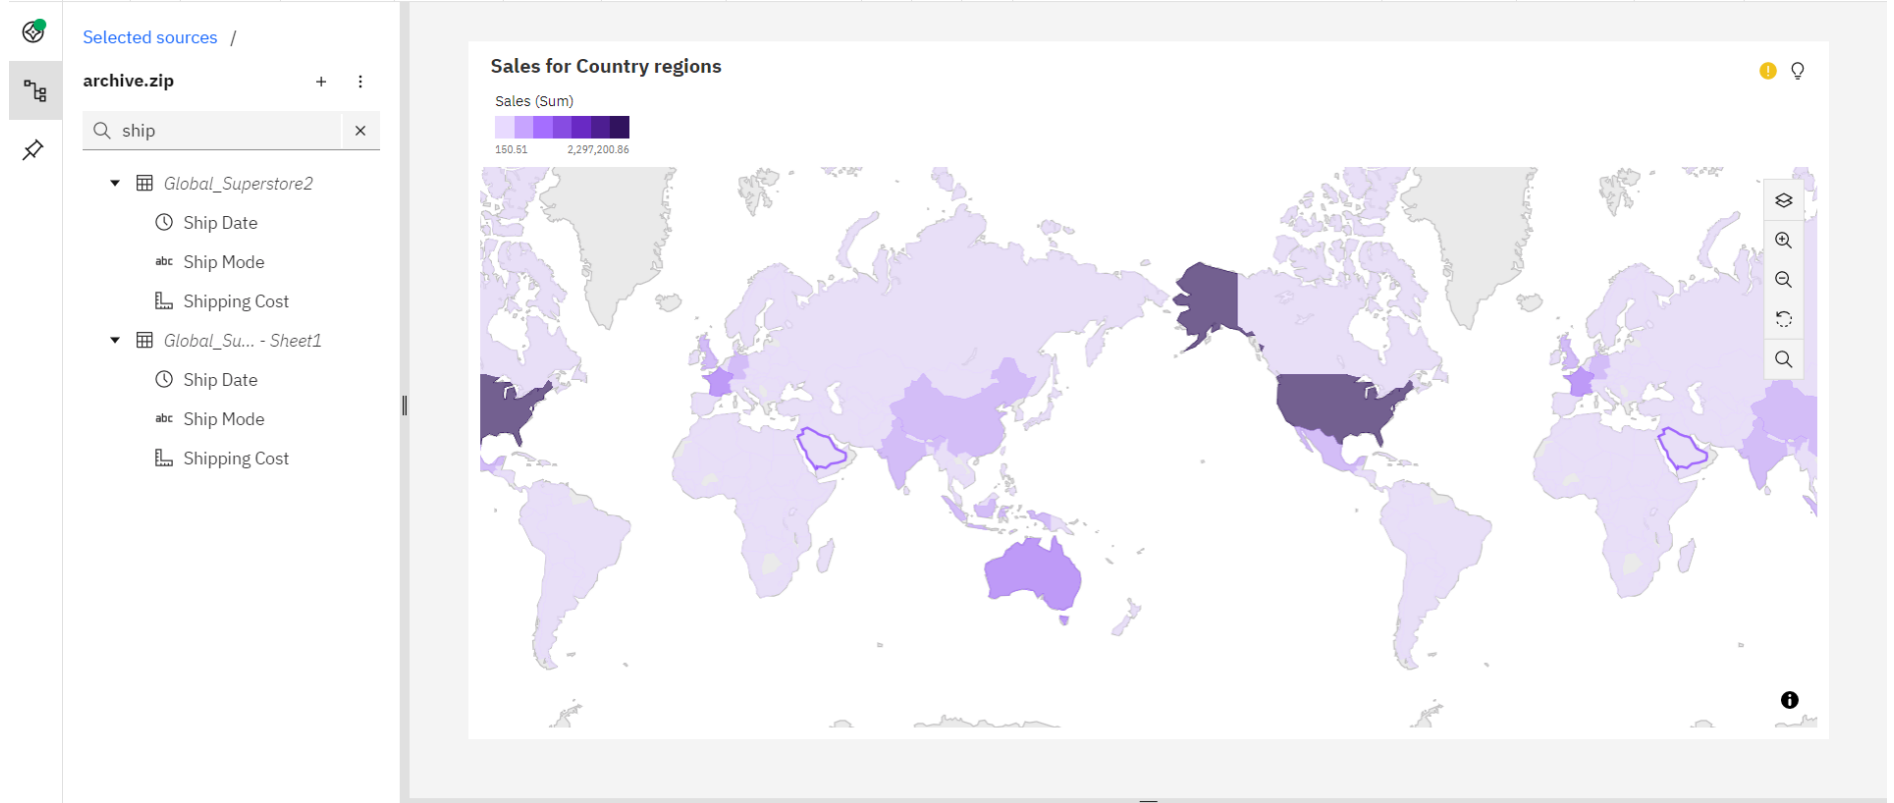 Selected sources /
archive.zip
ship
Global_Superstore2
Ship Date
abc Ship Mode
Shipping Cost
Global_Su... - Sheet1
Ship Date
abc Ship Mode
Shipping Cost
Sales for Country regions
Sales (Sum)
150.51 2,297,200.86